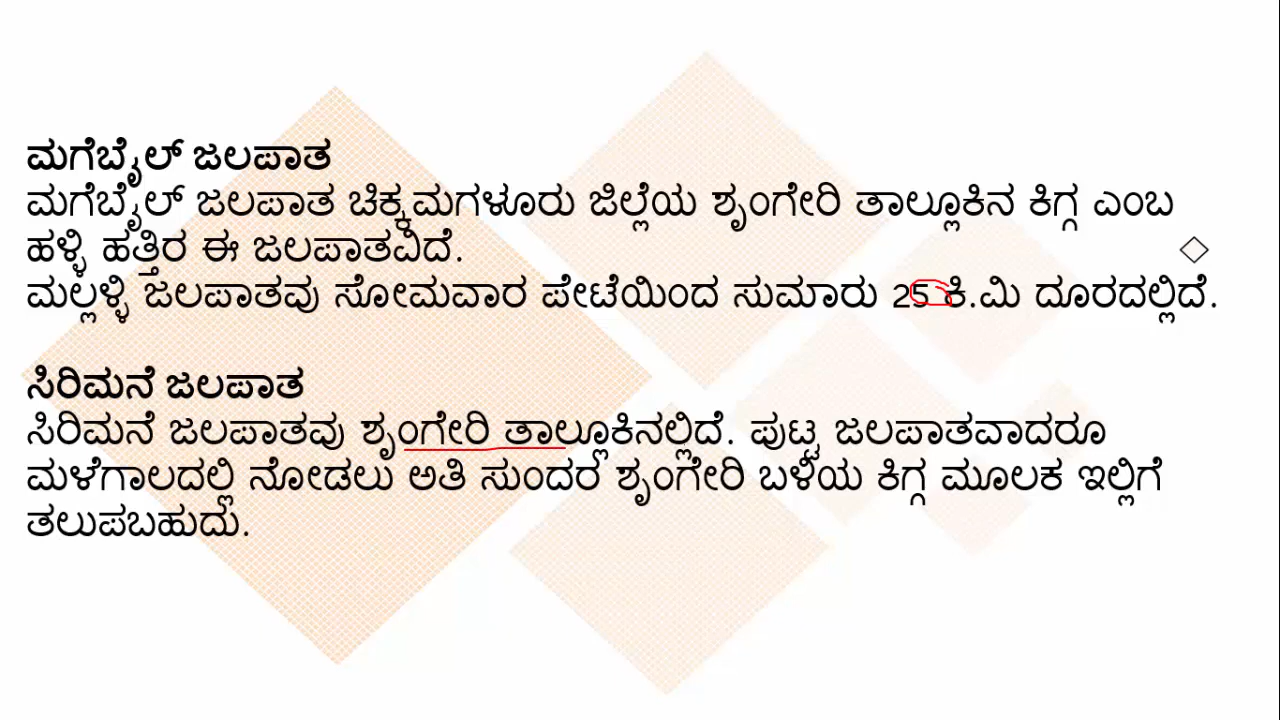 ಮಗೆಬೈಲ್ ಜಲಪಾತ
ಮಗೆಬೈಲ್ ಜಲಪಾತ ಚಿಕ್ಕಮಗಳೂರು ಜಿಲ್ಲೆಯ ಶೃಂಗೇರಿ ತಾಲ್ಲೂಕಿನ ಕಿಗ್ಗ ಎಂಬ
ಹಳ್ಳಿ ಹತ್ತಿರ ಈ ಜಲಪಾತವಿದೆ.
ಮಲ್ಲಳ್ಳಿ ಜಲಪಾತವು ಸೋಮವಾರ ಪೇಟೆಯಿಂದ ಸುಮಾರು 25 ಕಿ.ಮಿ ದೂರದಲ್ಲಿದೆ.
ಸಿರಿಮನೆ ಜಲಪಾತ
ಸಿರಿಮನೆ ಜಲಪಾತವು ಶೃಂಗೇರಿ ತಾಲ್ಲೂಕಿನಲ್ಲಿದೆ. ಪುಟ್ಟ ಜಲಪಾತವಾದರೂ
ಮಳೆಗಾಲದಲ್ಲಿ ನೋಡಲು ಅತಿ ಸುಂದರ ಶೃಂಗೇರಿ ಬಳಿಯ ಕಿಗ್ಗ ಮೂಲಕ ಇಲ್ಲಿಗೆ
ತಲುಪಬಹುದು.